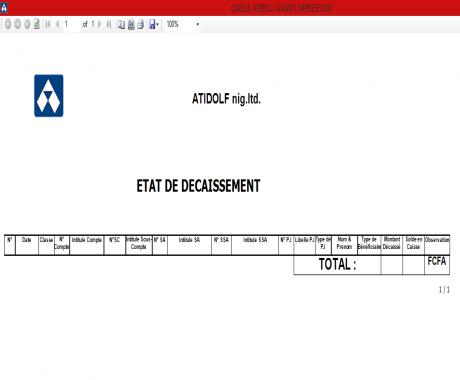 CAISSE APERCU AVANT IMPRESSION
1 of 1 100%
ATIDOLF nig.ltd.
ETAT DE DECAISSEMENT
N° Date Classe N° Compte Intitule Compte N°SC Intitule Sous-Compte N° SA Intitule SA N° SSA Intitule SSA N° PJ Libelle PJ Type de PJ Nom & Prenom Type de Bénéficiaire Montant Décaissé Solde en Caisse Observation
TOTAL : FCFA
1 / 1